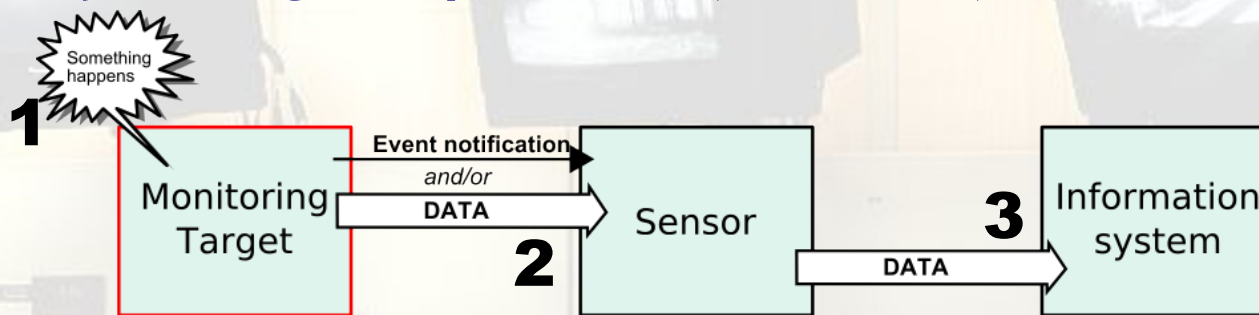 Something
happens
1
Event notification
and/or
DATA
Monitoring
Target
2
Sensor
3
DATA
Information
system